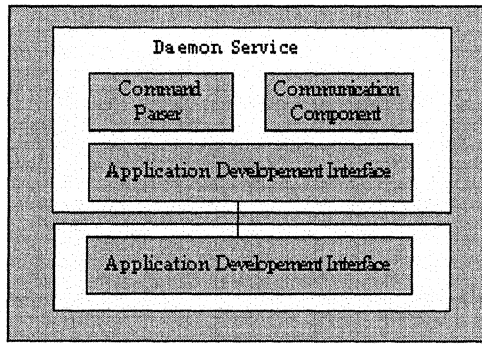 Daemon Service
Command
Parser
Communication
Component
Application Developement Interface
Application Developement Interface